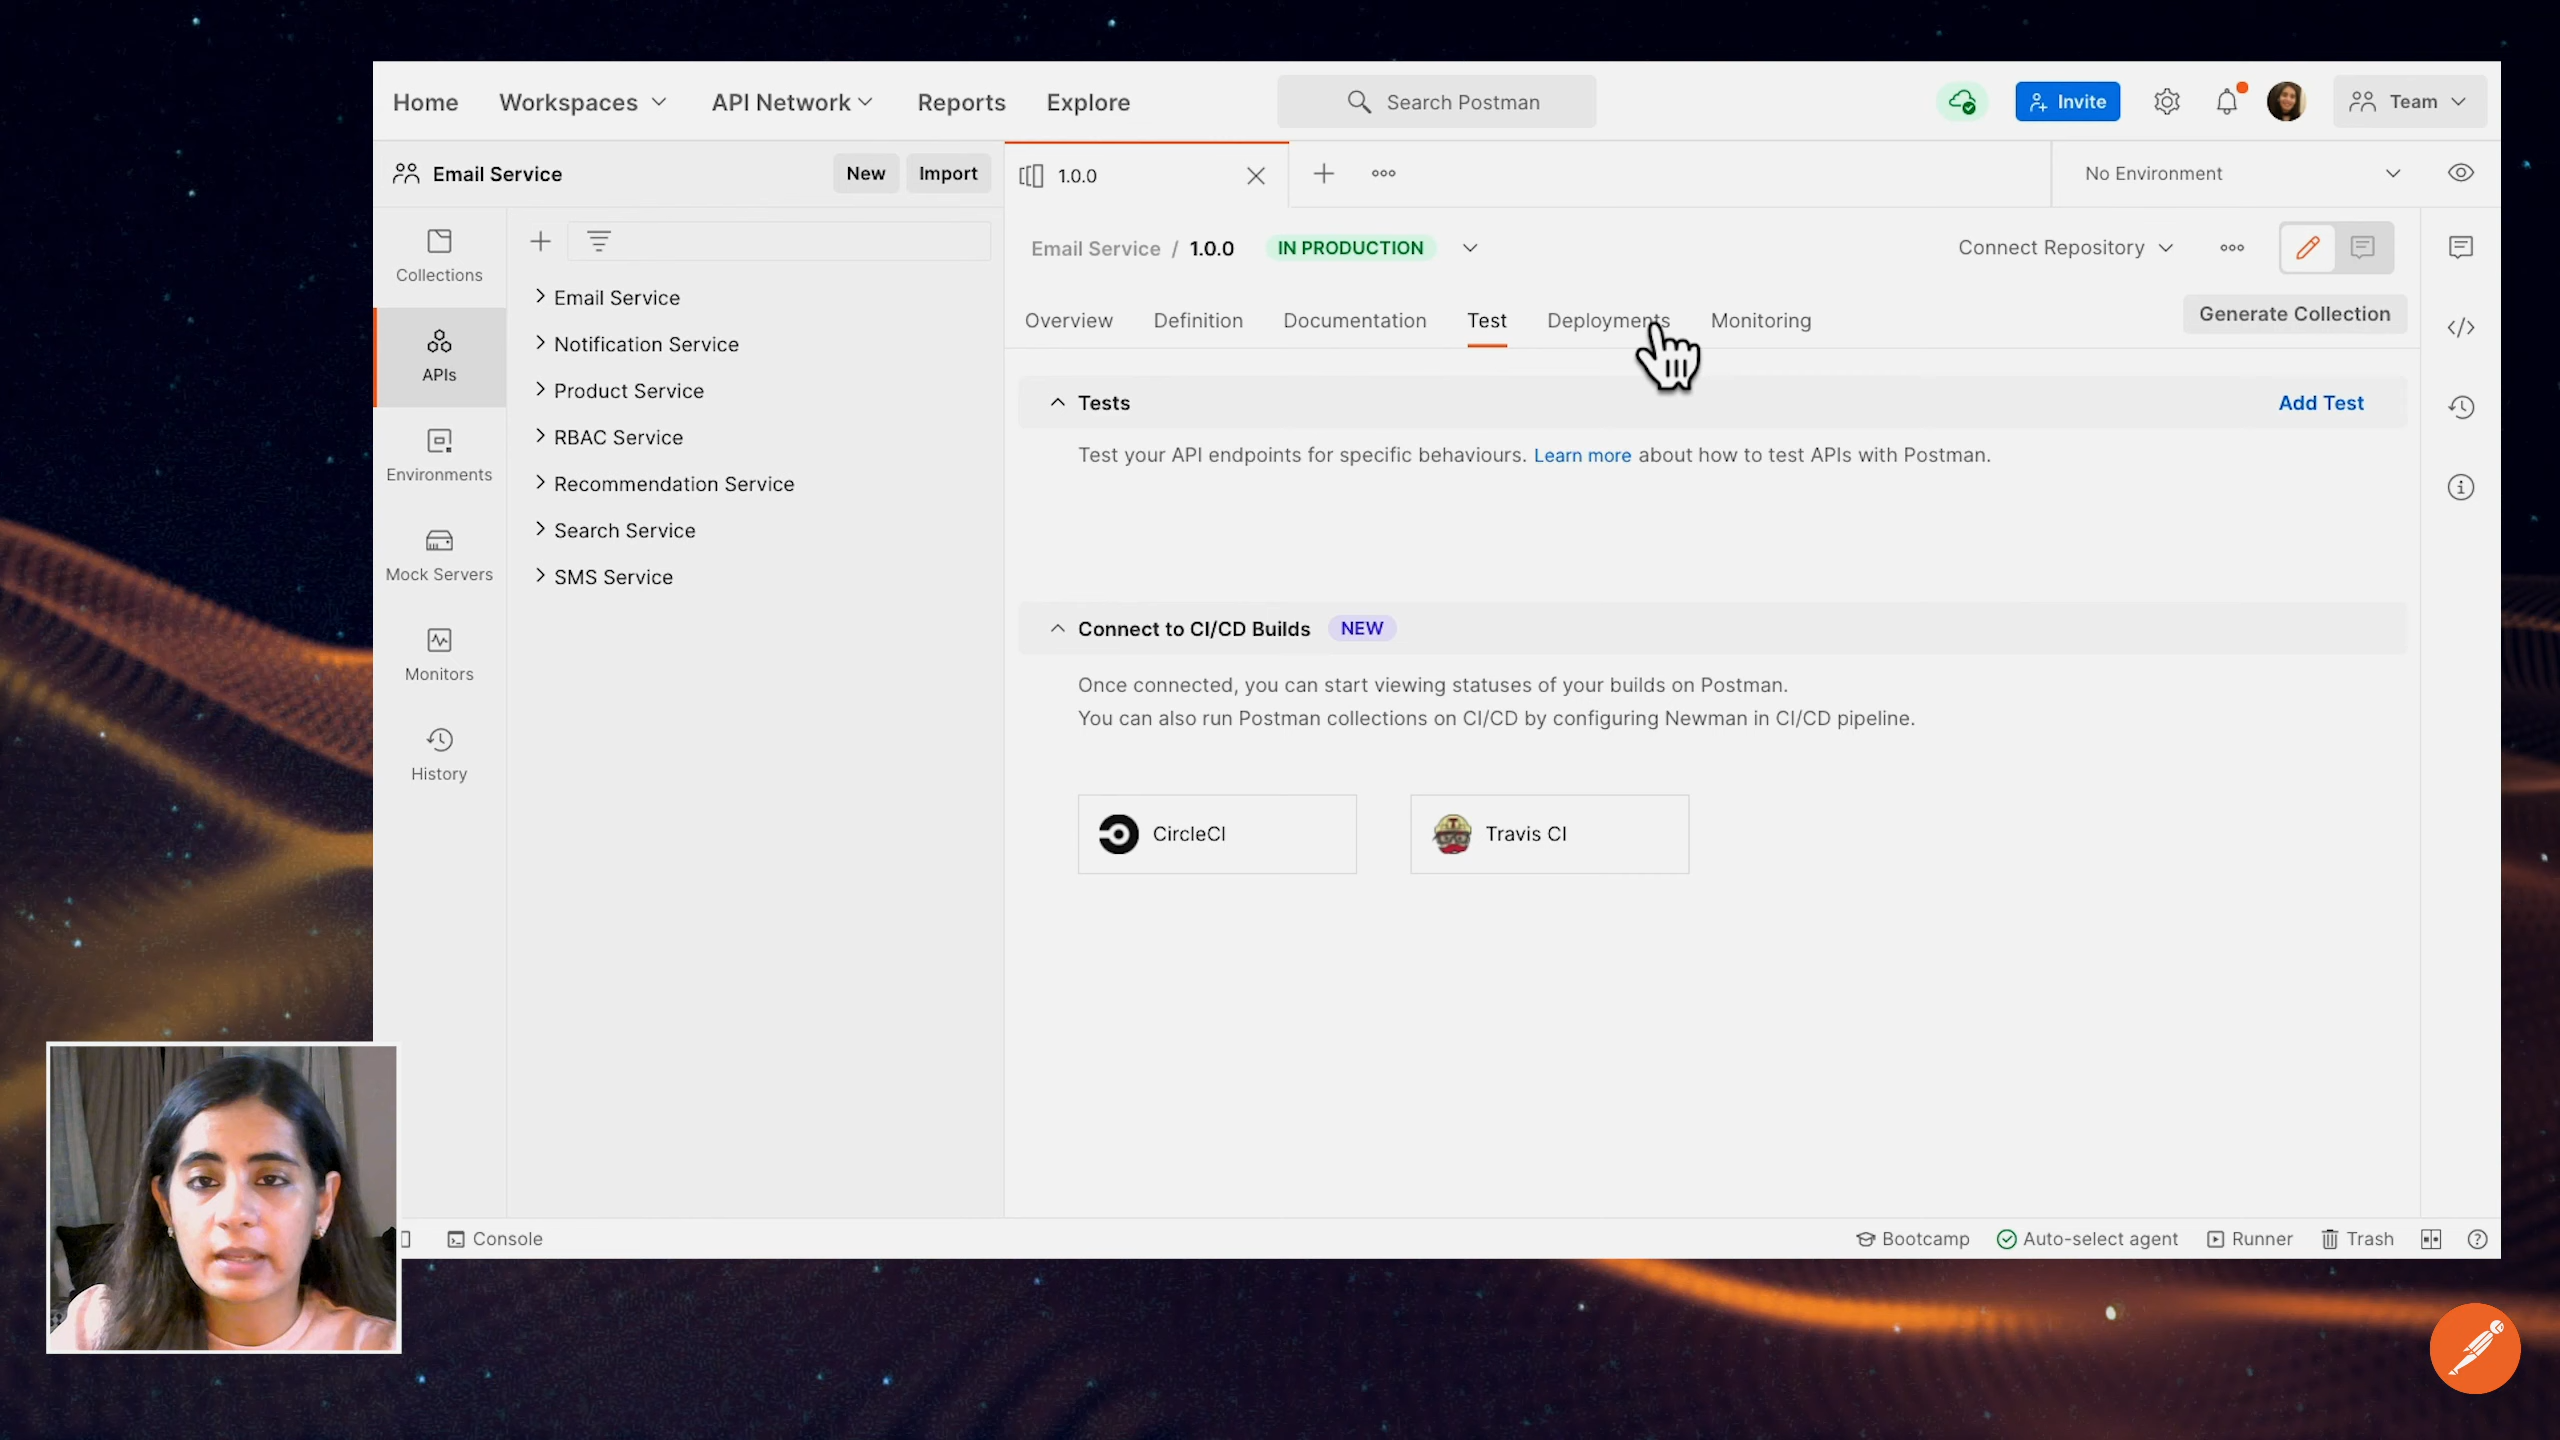 Home Workspaces API Network Reports Explore Search Postman Invite Team
Email Service New Import 1.0.0 No Environment
Email Service / 1.0.0 IN PRODUCTION Connect Repository
Overview Definition Documentation Test Deployments Monitoring Generate Collection
Collections
APIs
Environments
Mock Servers
Monitors
History
Email Service
Notification Service
Product Service
RBAC Service
Recommendation Service
Search Service
SMS Service
Tests Add Test
Test your API endpoints for specific behaviours. Learn more about how to test APIs with Postman.
Connect to CI/CD Builds NEW
Once connected, you can start viewing statuses of your builds on Postman.
You can also run Postman collections on CI/CD by configuring Newman in CI/CD pipeline.
CircleCI Travis CI
Console Bootcamp Auto-select agent Runner Trash